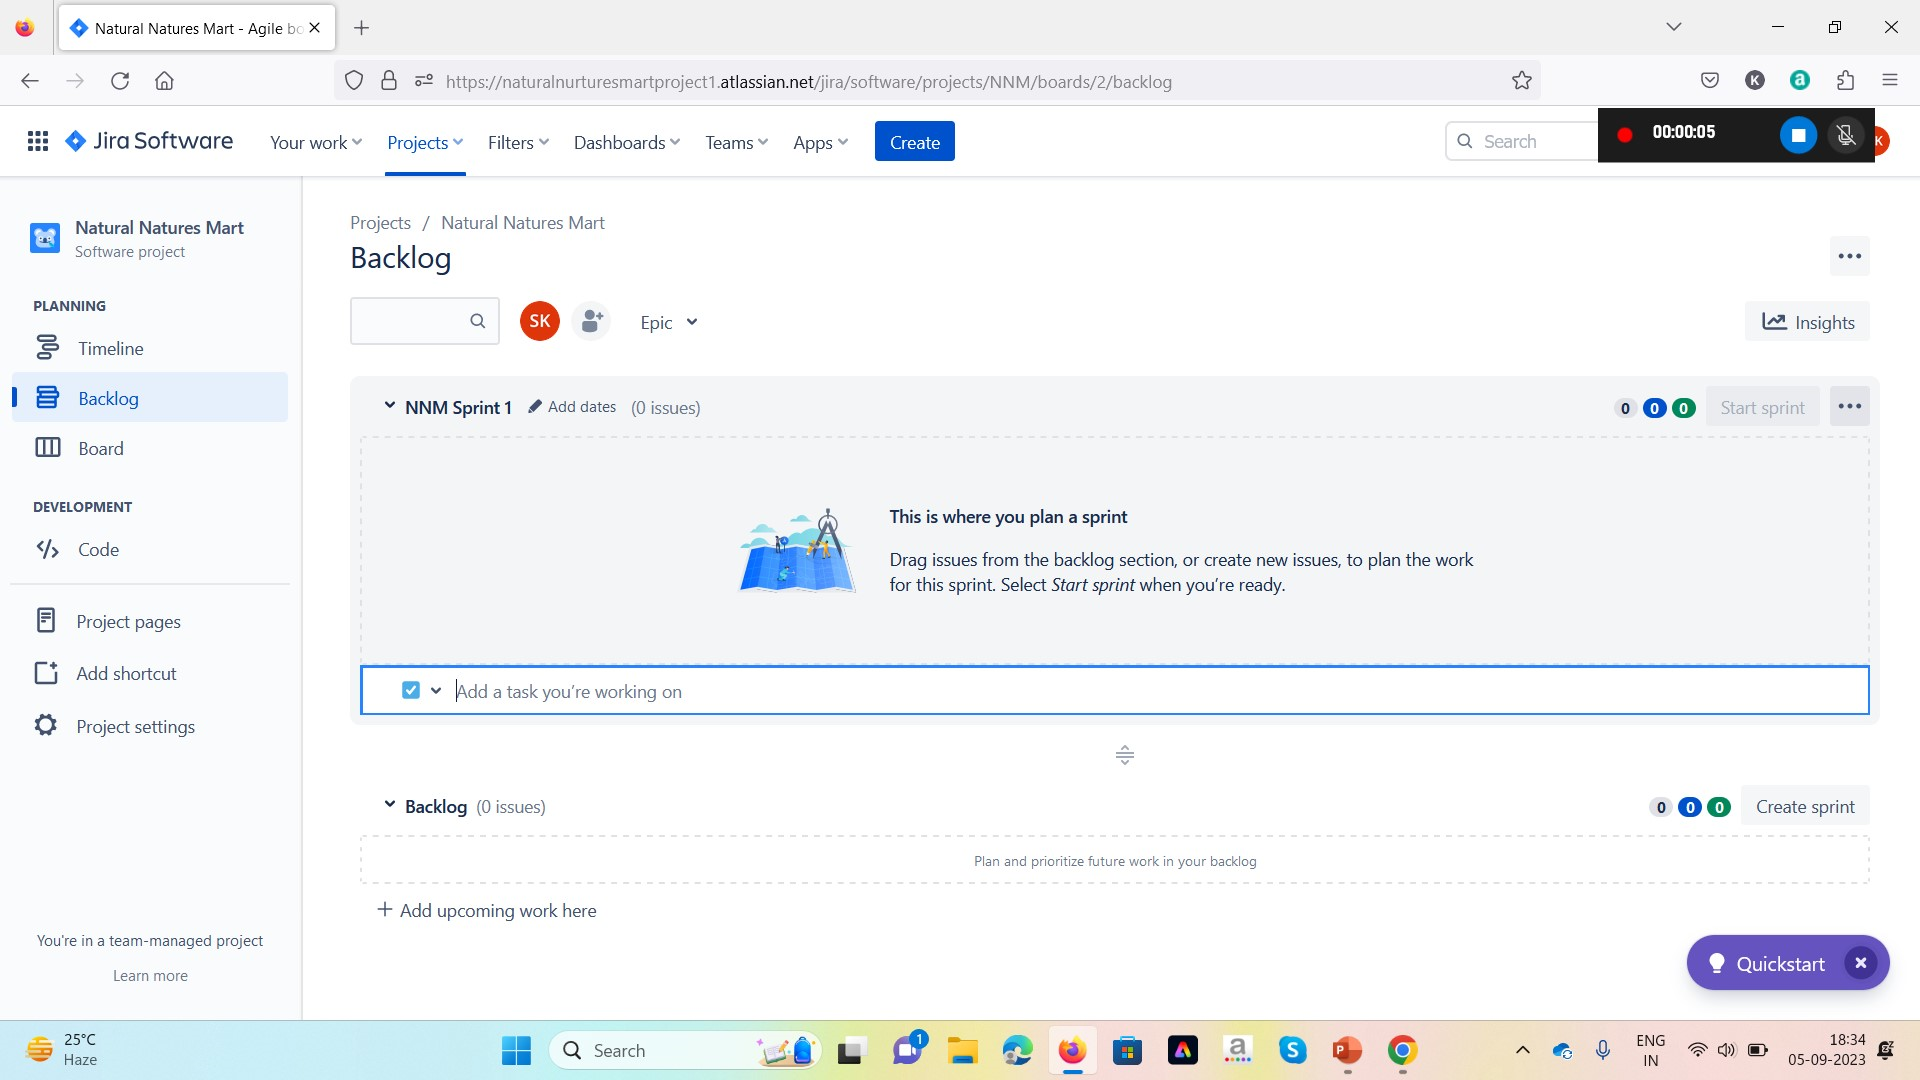 Natural Natures Mart - Agile bo
https://naturalnurturesmartproject1.atlassian.net/jira/software/projects/NNM/boards/2/backlog
K
a
Jira Software
Your work
Projects
Filters
Dashboards
Teams
Apps
Create
Search
00:00:05
K
Natural Natures Mart
Software project
PLANNING
Timeline
Backlog
Board
DEVELOPMENT
Code
Project pages
Add shortcut
Project settings
You're in a team-managed project
Learn more
Projects / Natural Natures Mart
Backlog
SK
Epic
Insights
NNM Sprint 1 Add dates (0 issues)
0 0 0 Start sprint
This is where you plan a sprint
Drag issues from the backlog section, or create new issues, to plan the work
for this sprint. Select Start sprint when you're ready.
Add a task you're working on
Backlog (0 issues)
0 0 0 Create sprint
Plan and prioritize future work in your backlog
+ Add upcoming work here
Quickstart
25°C
Haze
Search
1
a
S
P
ENG
IN
18:34
05-09-2023